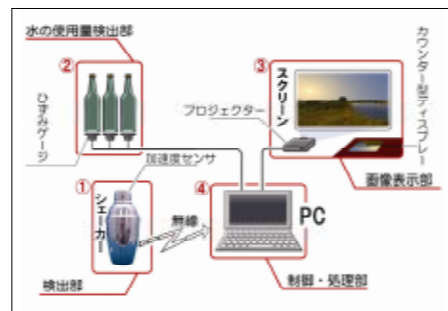 水の使用量検出部
②
ひずみゲージ
③
スクリーン
プロジェクター
カウンター型ディスプレー
画像表示部
①
シェーカー
加速度センサ
無線
検出部
④
PC
制御・処理部